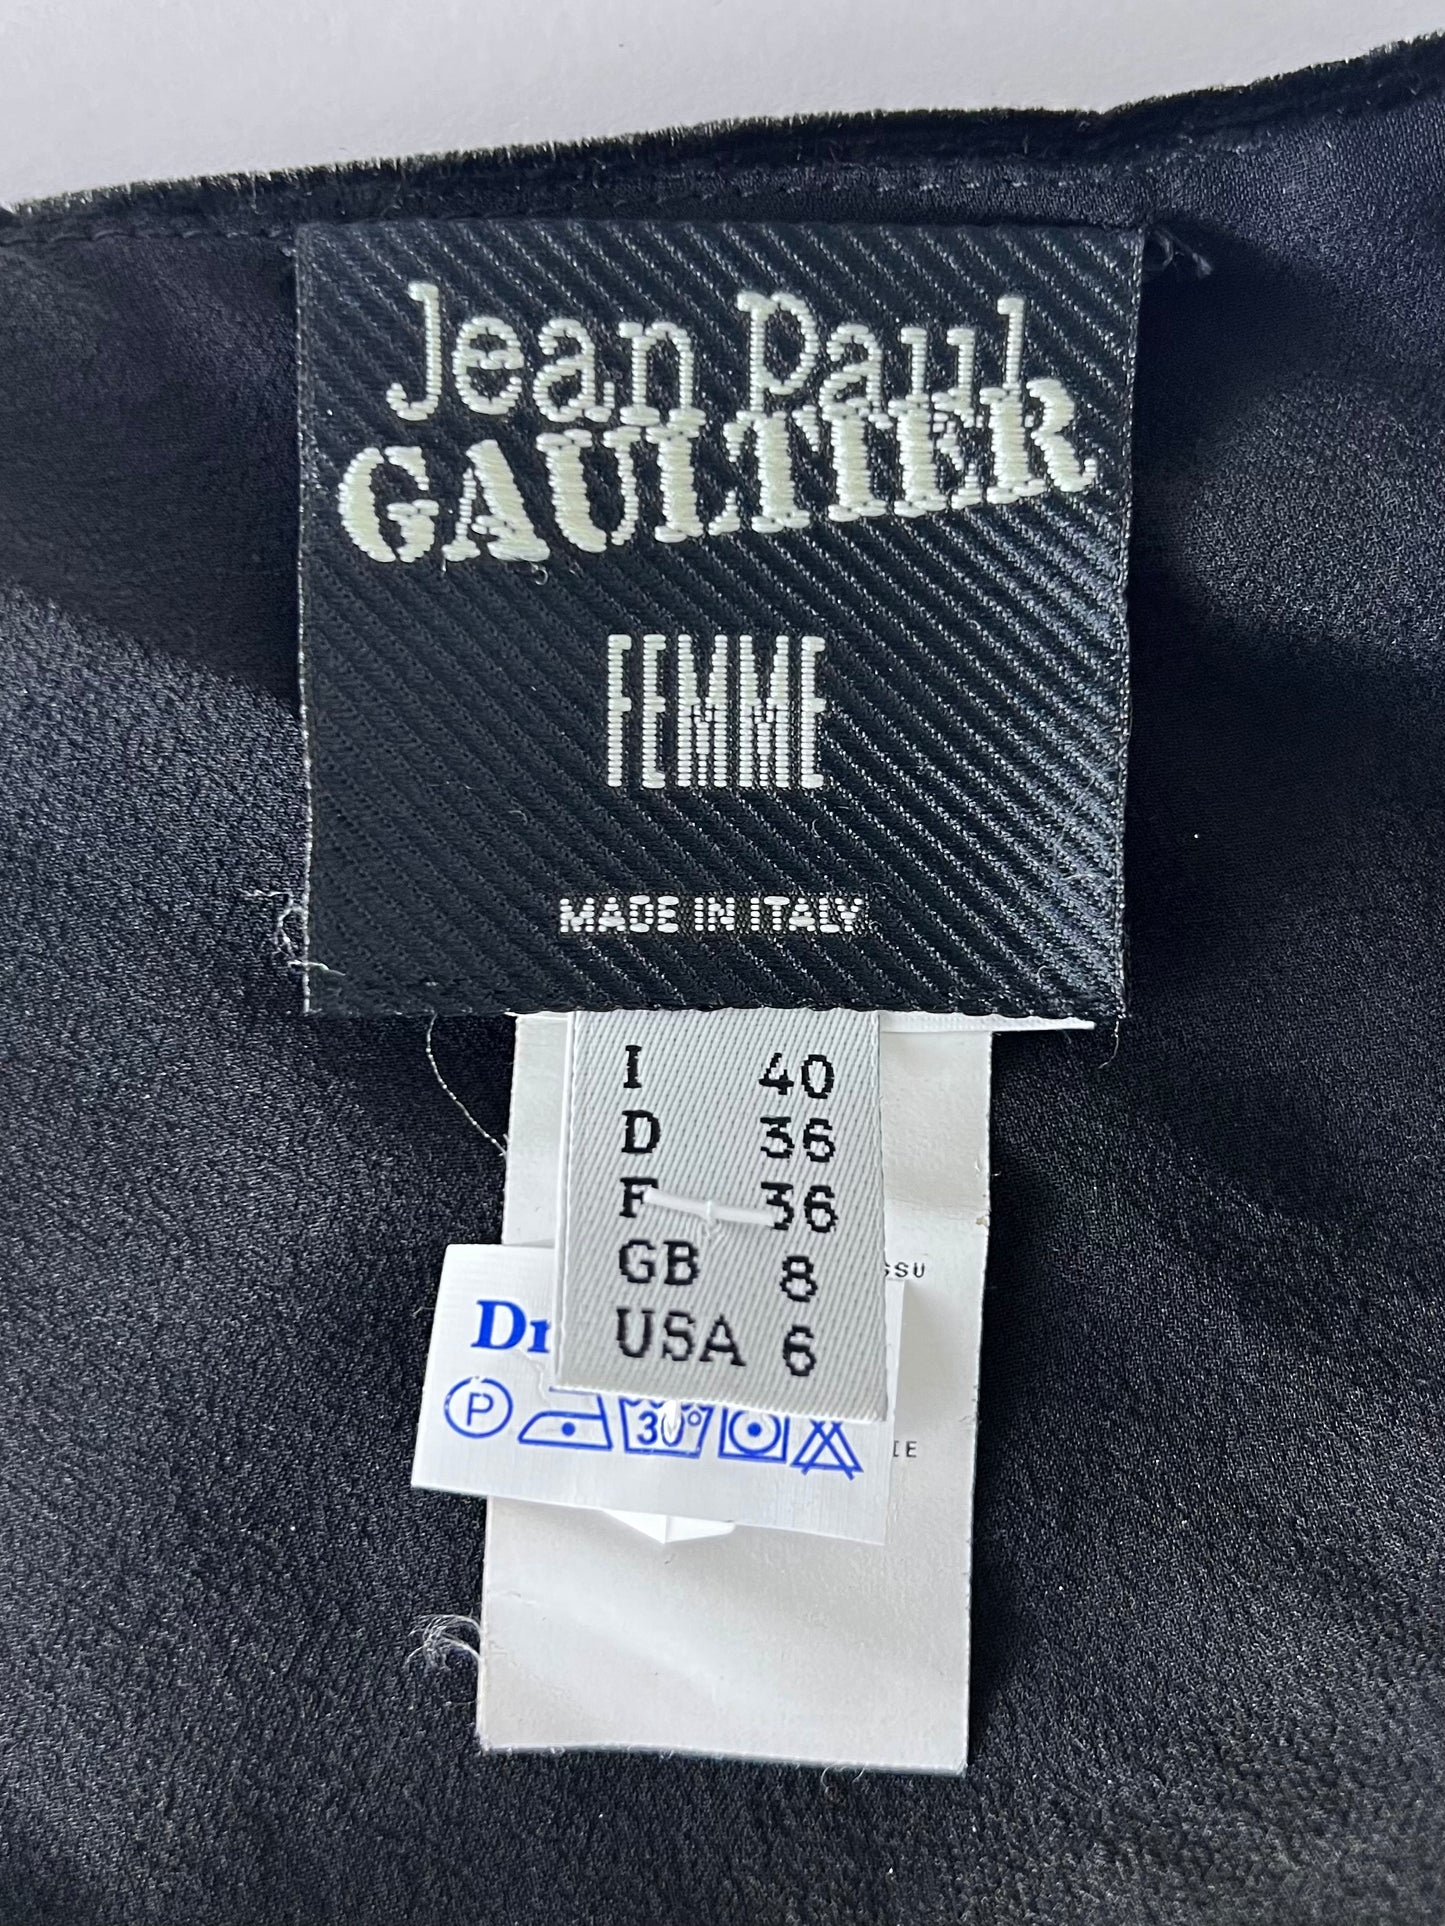 Jean Paul
GAULTIER
FEMME
MADE IN ITALY
I 40
D 36
F 36
GB 8
USA 6
P
30°